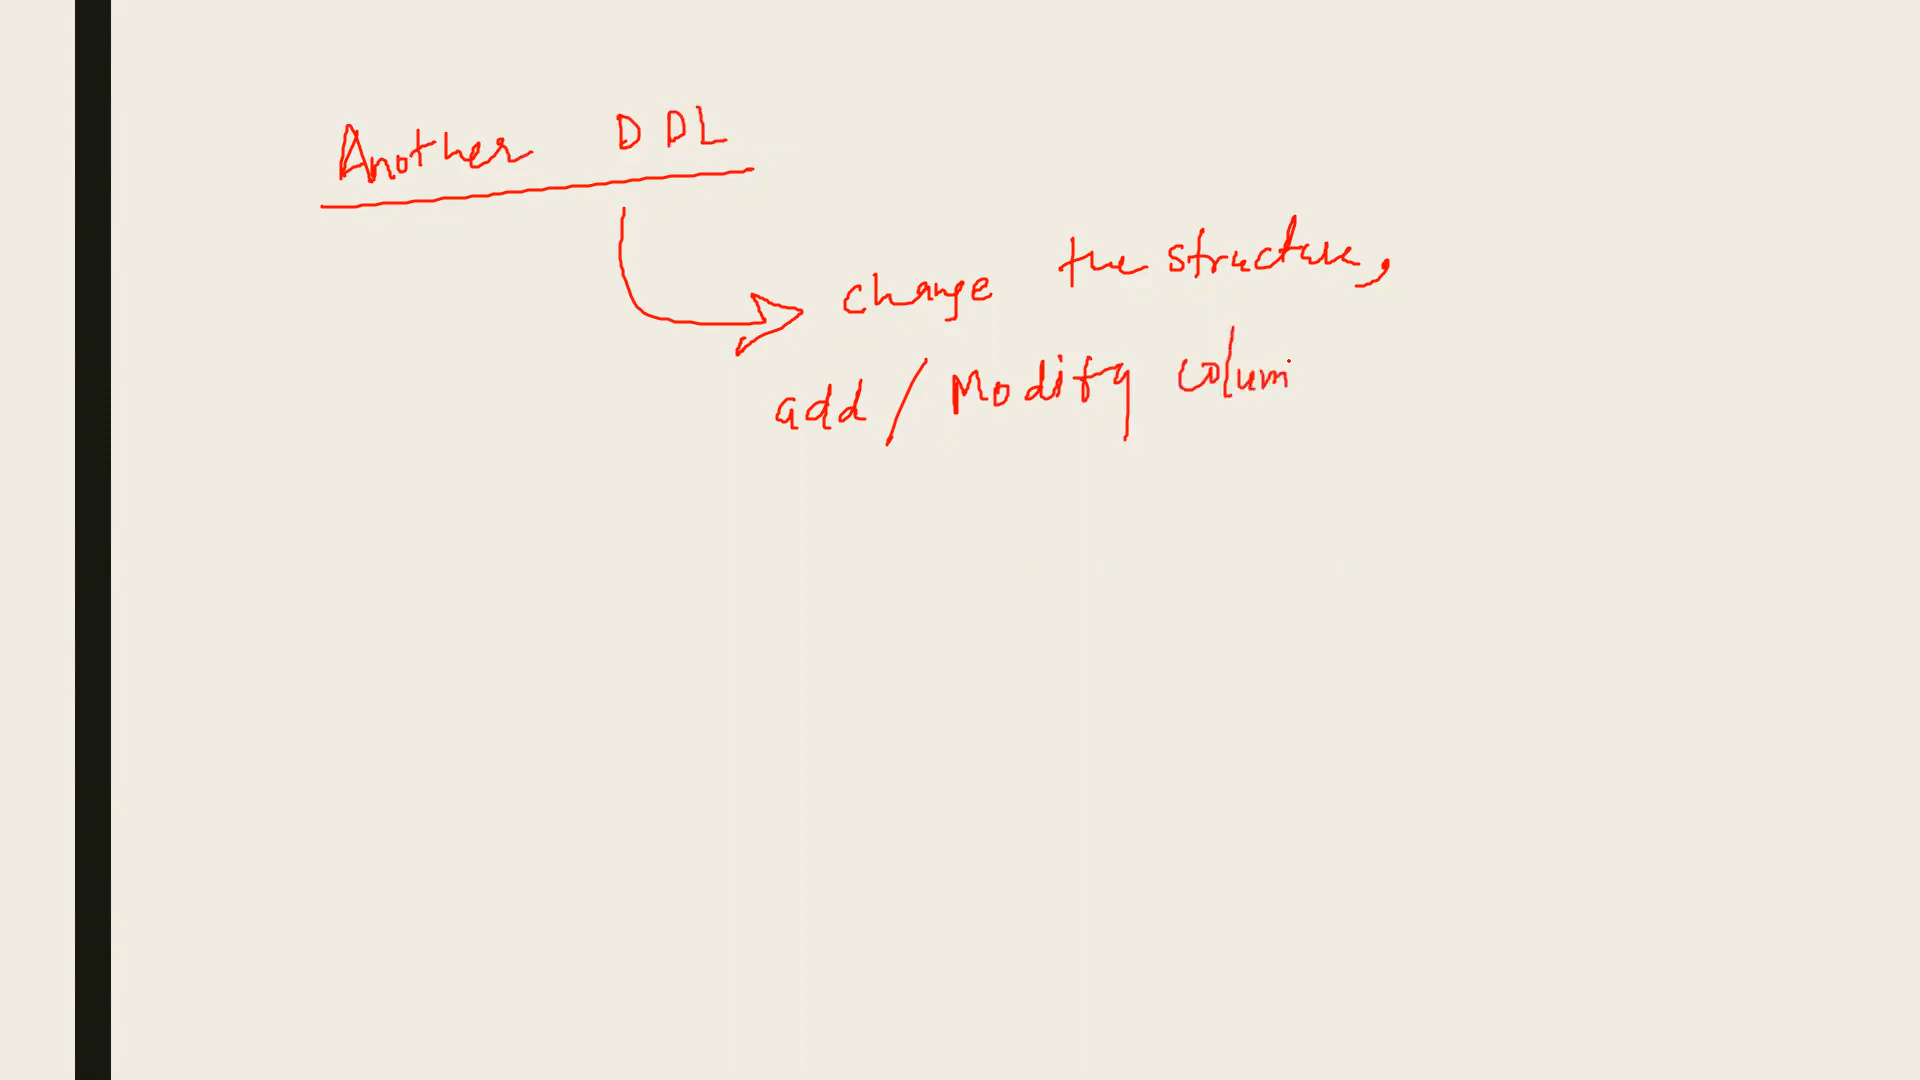 Another DDL
change the structure,
add / Modify colum